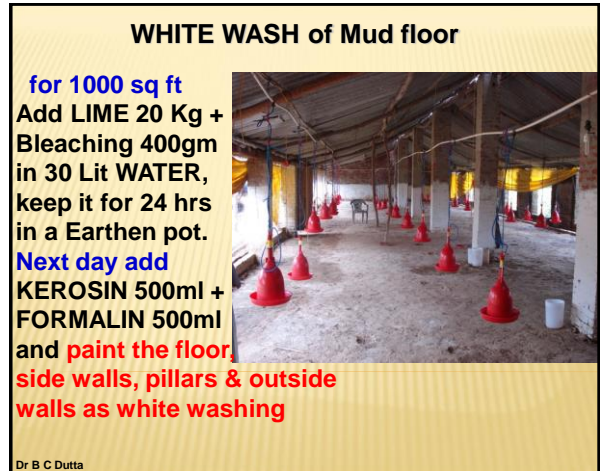 WHITE WASH of Mud floor
for 1000 sq ft
Add LIME 20 Kg +
Bleaching 400gm
in 30 Lit WATER,
keep it for 24 hrs
in a Earthen pot.
Next day add
KEROSIN 500ml +
FORMALIN 500ml
and paint the floor,
side walls, pillars & outside
walls as white washing
Dr B C Dutta